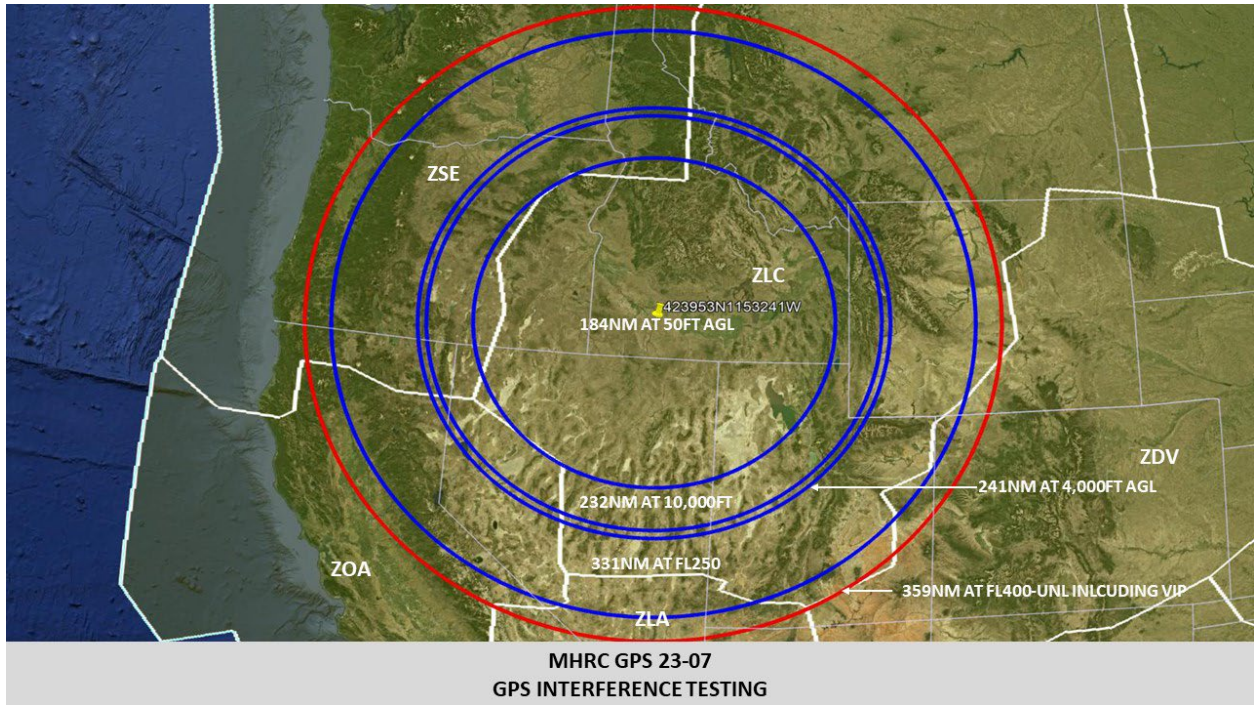 ZSE
ZLC
423953N1153241W
184NM AT 50FT AGL
ZDV
241NM AT 4,000FT AGL
232NM AT 10,000FT
331NM AT FL250
ZOA
359NM AT FL400-UNL INLCUDING VIP
ZLA
MHRC GPS 23-07
GPS INTERFERENCE TESTING